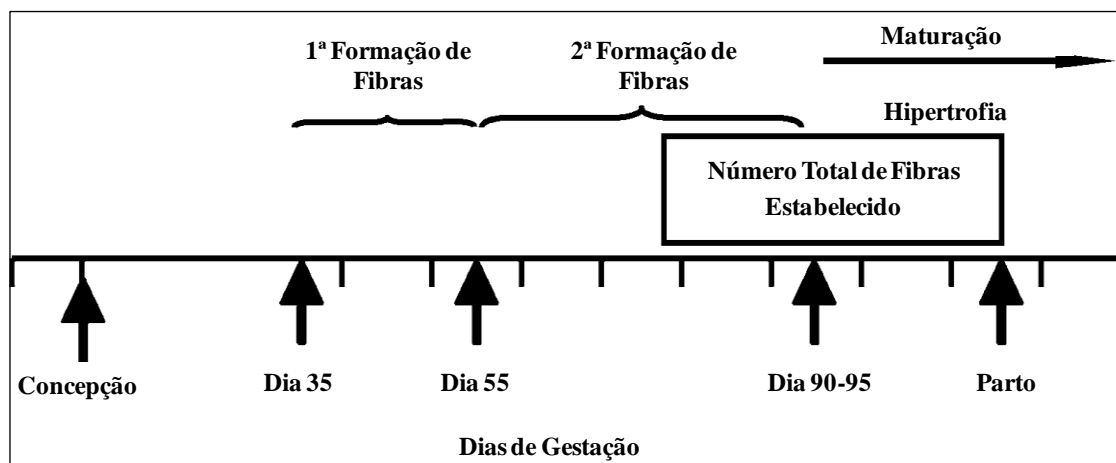 1ª Formação de
Fibras
2ª Formação de
Fibras
Maturação
Hipertrofia
Número Total de Fibras
Estabelecido
Concepção
Dia 35
Dia 55
Dia 90-95
Parto
Dias de Gestação